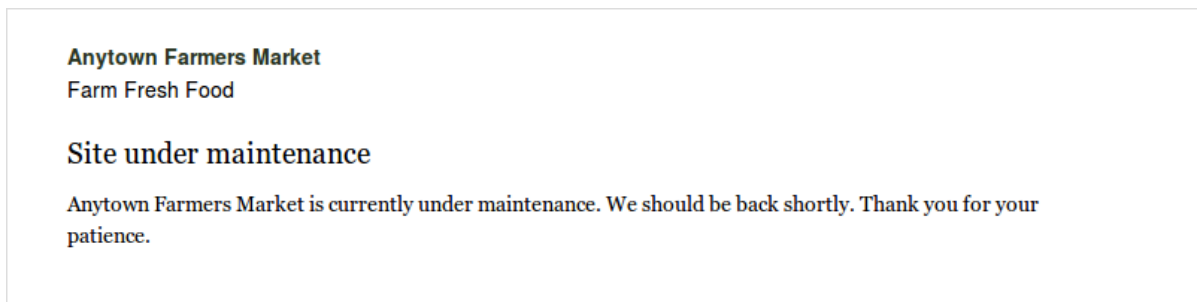 Anytown Farmers Market
Farm Fresh Food
Site under maintenance
Anytown Farmers Market is currently under maintenance. We should be back shortly. Thank you for your
patience.